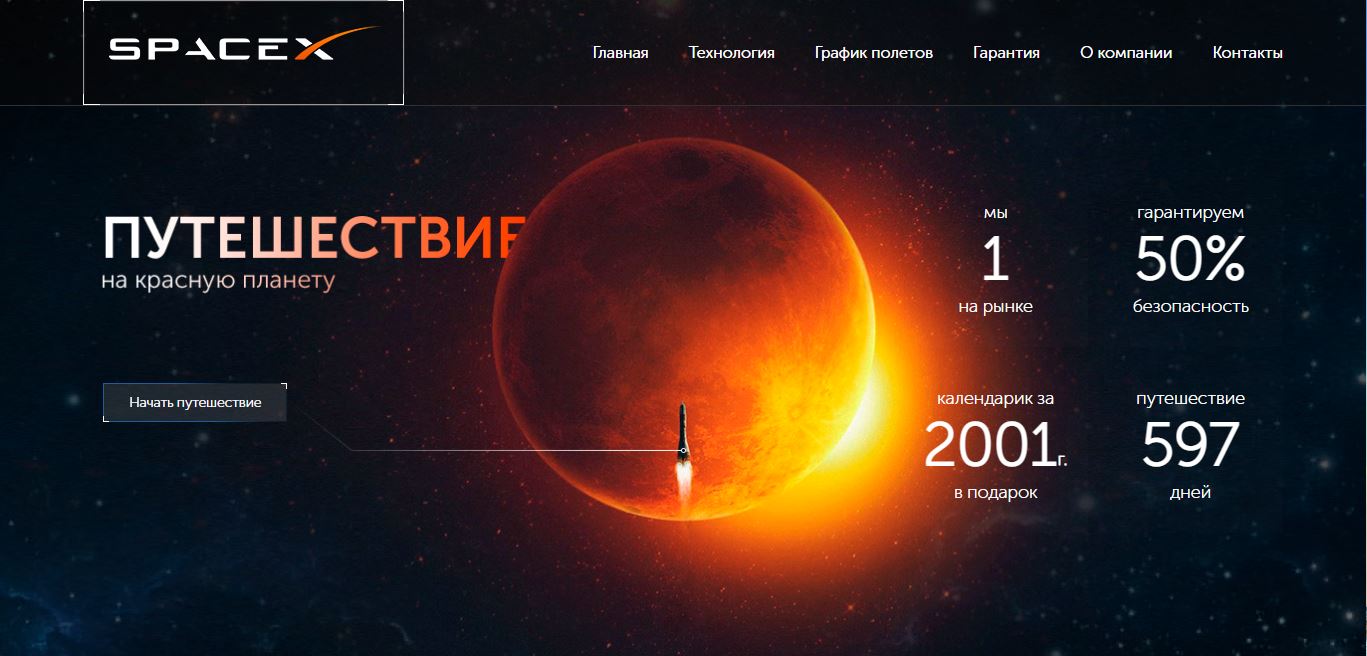 SPACEX
Главная Технология График полетов Гарантия О компании Контакты
ПУТЕШЕСТВИЕ
на красную планету
Начать путешествие
мы
1
на рынке
гарантируем
50%
безопасность
календарик за
2001г.
в подарок
путешествие
597
дней